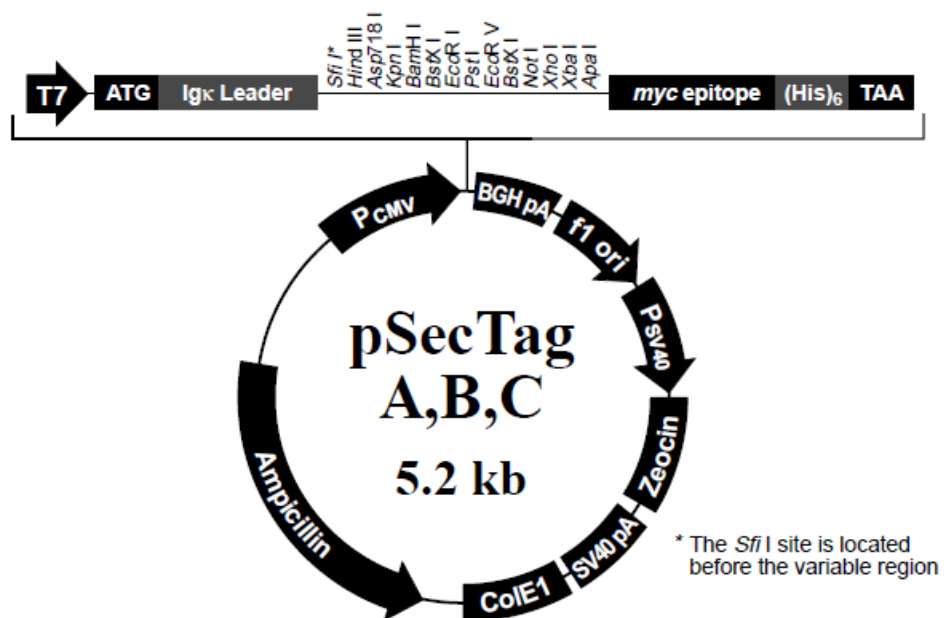 Sfi I*
Hind III
Asp718 I
Kpn I
BamH I
BstX I
EcoR I
Pst I
EcoR V
BstX I
Not I
Xho I
Xba I
Apa I
T7 ATG Igκ Leader myc epitope (His)6 TAA
PCMV
BGH pA
f1 ori
PSV40
Zeocin
SV40 pA
ColE1
Ampicillin
pSecTag
A,B,C
5.2 kb
* The Sfi I site is located
before the variable region